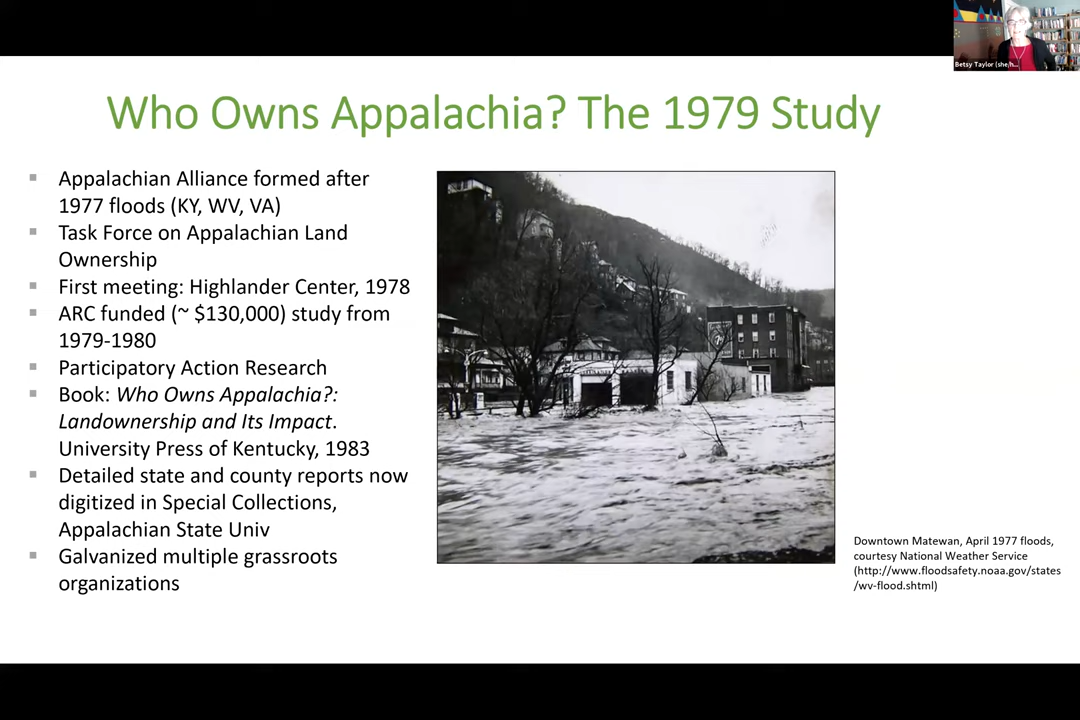 Betsy Taylor (she/h...
Who Owns Appalachia? The 1979 Study
Appalachian Alliance formed after
1977 floods (KY, WV, VA)
Task Force on Appalachian Land
Ownership
First meeting: Highlander Center, 1978
ARC funded (~ $130,000) study from
1979-1980
Participatory Action Research
Book: Who Owns Appalachia?:
Landownership and Its Impact.
University Press of Kentucky, 1983
Detailed state and county reports now
digitized in Special Collections,
Appalachian State Univ
Galvanized multiple grassroots
organizations
Downtown Matewan, April 1977 floods,
courtesy National Weather Service
(http://www.floodsafety.noaa.gov/states
/wv-flood.shtml)